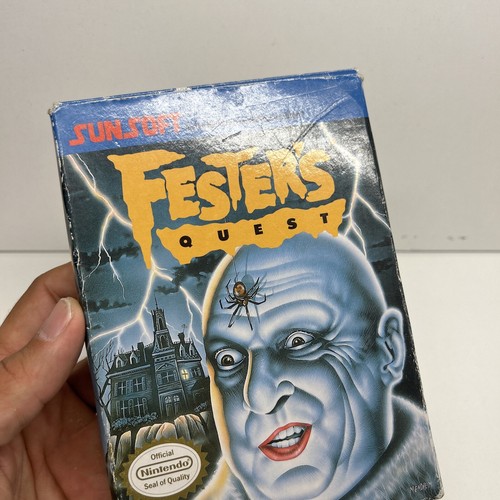 SUNSOFT
FESTER'S
QUEST
Official
Nintendo
Seal of Quality